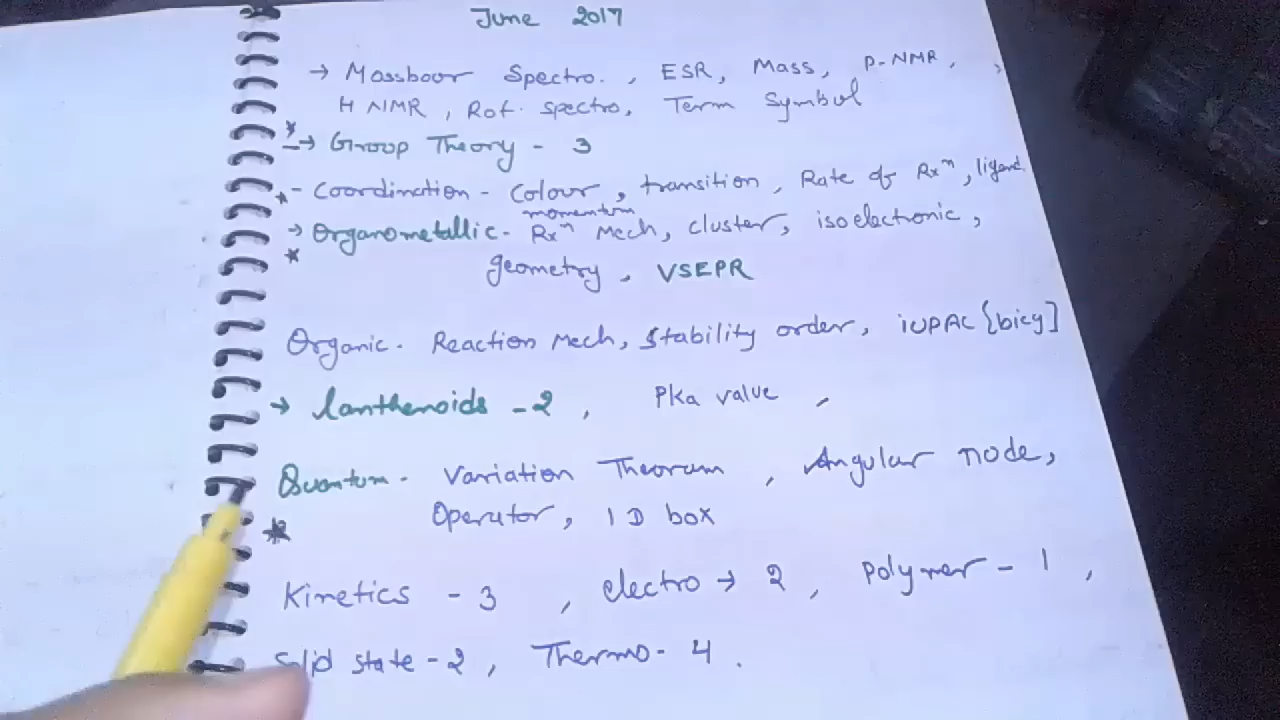 June 2017
→ Mossboour Spectro. , ESR, Mass, P-NMR, ,
H NMR, Rot. spectro, Term Symbol
* → Group Theory - 3
* - Coordination - Colour, transition, Rate of Rxⁿ, ligand
momentum
→ Organometallic - Rxⁿ Mech, cluster, isoelectronic,
* geometry, VSEPR
Organic. Reaction Mech, Stability order, iUPAC {bicy]
→ lanthenoids - 2 , Pka value ,
Quantum. Variation Theoram , Angular node,
* Operator, 1D box
Kinetics - 3 , electro → 2 , Polymer - 1 ,
Solid state - 2, Thermo - 4 .